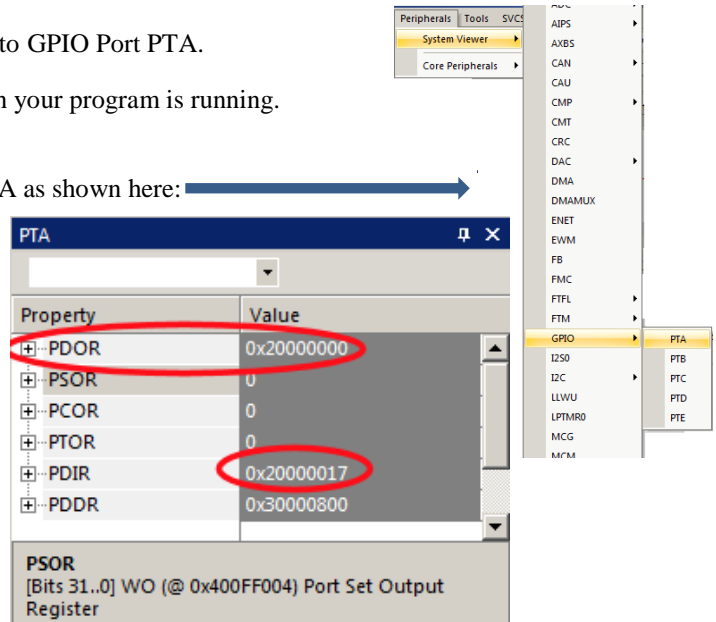 to GPIO Port PTA.
your program is running.
A as shown here:
Peripherals Tools
System Viewer
Core Peripherals
AIPS
AXBS
CAN
CAU
CMP
CMT
CRC
DAC
DMA
DMAMUX
ENET
EWM
FB
FMC
FTFL
FTM
GPIO
I2S0
I2C
LLWU
LPTMR0
MCG
MCM
PTA
PTB
PTC
PTD
PTE
PTA
Property Value
PDOR 0x20000000
PSOR 0
PCOR 0
PTOR 0
PDIR 0x20000017
PDDR 0x30000800
PSOR
[Bits 31..0] WO (@ 0x400FF004) Port Set Output
Register